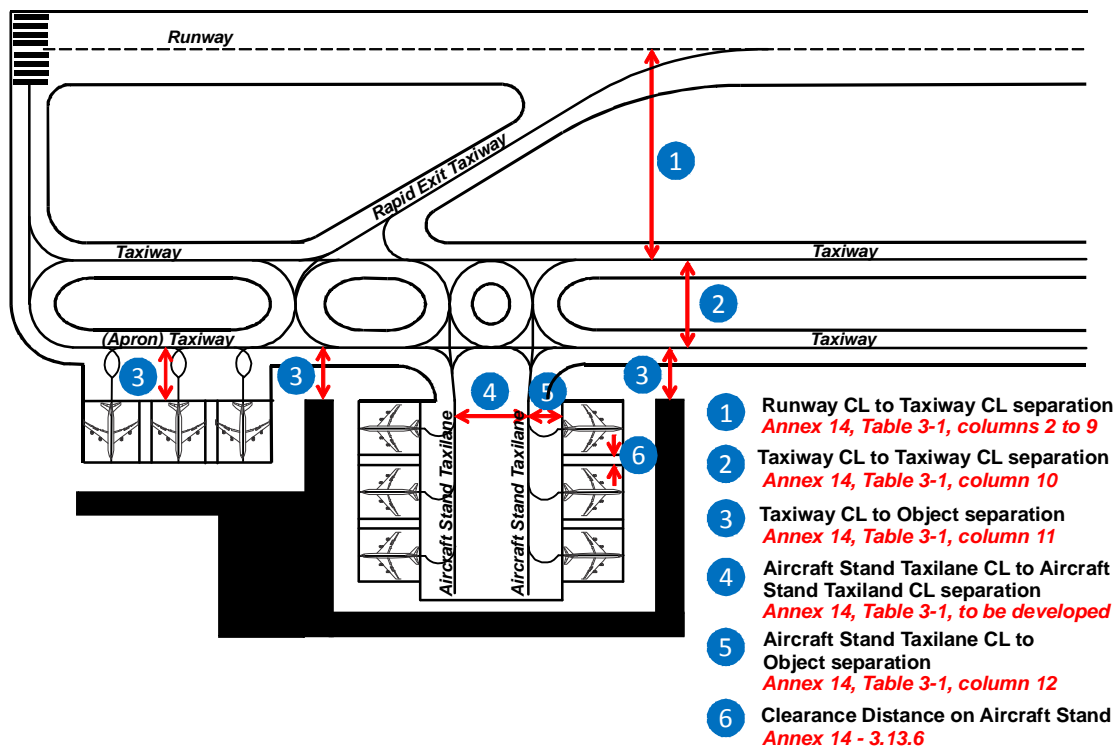 Runway
1
Rapid Exit Taxiway
Taxiway
Taxiway
2
(Apron) Taxiway
Taxiway
3
3
3
4
5
6
Aircraft Stand Taxilane
Aircraft Stand Taxilane
1
Runway CL to Taxiway CL separation
Annex 14, Table 3-1, columns 2 to 9
2
Taxiway CL to Taxiway CL separation
Annex 14, Table 3-1, column 10
3
Taxiway CL to Object separation
Annex 14, Table 3-1, column 11
4
Aircraft Stand Taxilane CL to Aircraft
Stand Taxiland CL separation
Annex 14, Table 3-1, to be developed
5
Aircraft Stand Taxilane CL to
Object separation
Annex 14, Table 3-1, column 12
6
Clearance Distance on Aircraft Stand
Annex 14 - 3.13.6